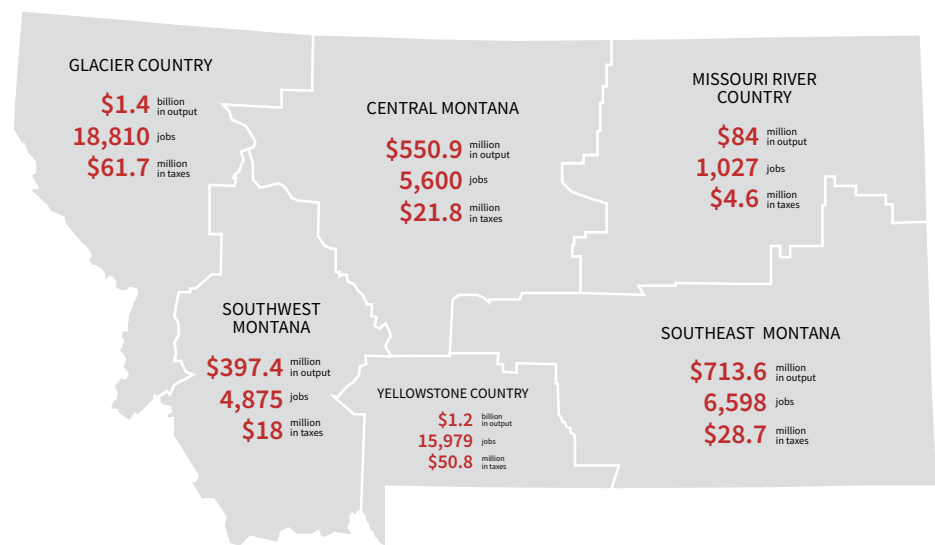 GLACIER COUNTRY
$1.4 billion in output
18,810 jobs
$61.7 million in taxes
CENTRAL MONTANA
$550.9 million in output
5,600 jobs
$21.8 million in taxes
MISSOURI RIVER
COUNTRY
$84 million in output
1,027 jobs
$4.6 million in taxes
SOUTHWEST
MONTANA
$397.4 million in output
4,875 jobs
$18 million in taxes
YELLOWSTONE COUNTRY
$1.2 billion in output
15,979 jobs
$50.8 million in taxes
SOUTHEAST MONTANA
$713.6 million in output
6,598 jobs
$28.7 million in taxes